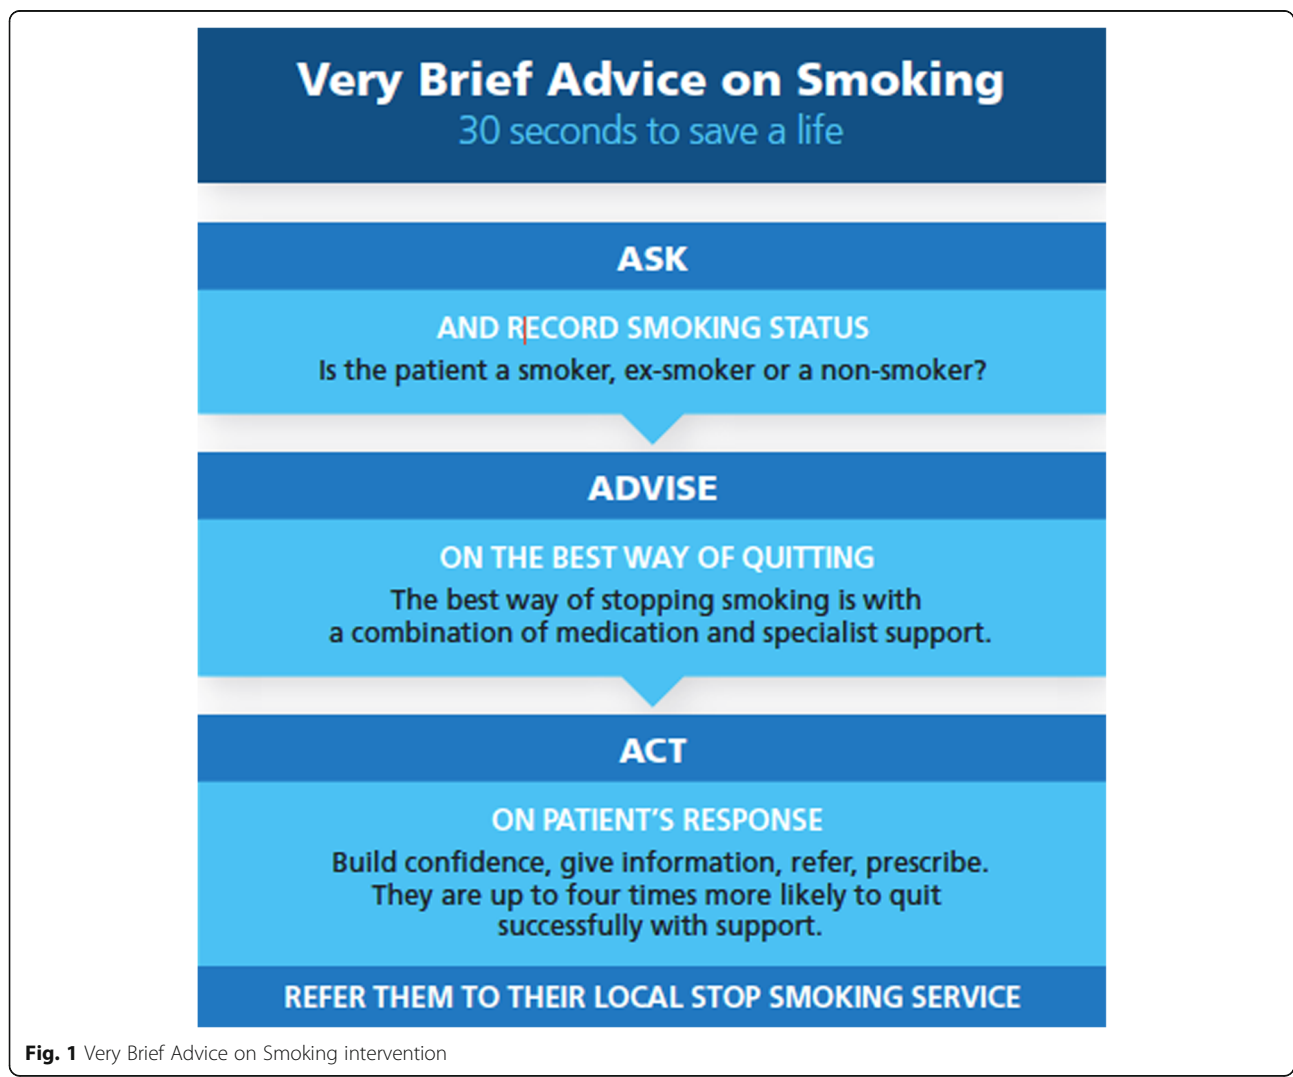 Very Brief Advice on Smoking
30 seconds to save a life
ASK
AND RECORD SMOKING STATUS
Is the patient a smoker, ex-smoker or a non-smoker?
ADVISE
ON THE BEST WAY OF QUITTING
The best way of stopping smoking is with
a combination of medication and specialist support.
ACT
ON PATIENT'S RESPONSE
Build confidence, give information, refer, prescribe.
They are up to four times more likely to quit
successfully with support.
REFER THEM TO THEIR LOCAL STOP SMOKING SERVICE
Fig. 1 Very Brief Advice on Smoking intervention